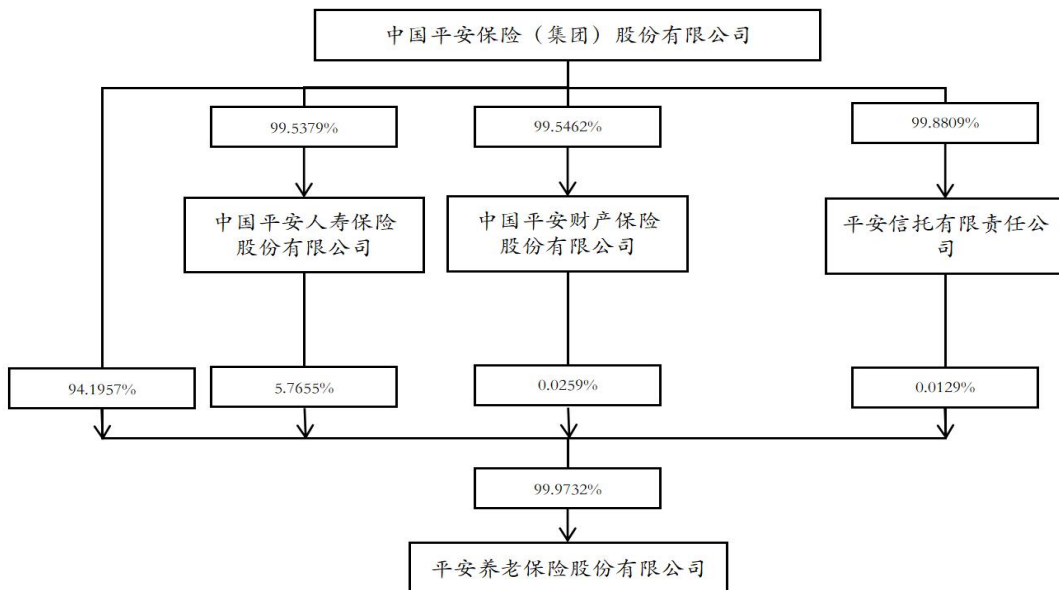 中国平安保险（集团）股份有限公司
99.5379%
99.5462%
99.8809%
中国平安人寿保险
股份有限公司
中国平安财产保险
股份有限公司
平安信托有限责任公
司
94.1957%
5.7655%
0.0259%
0.0129%
99.9732%
平安养老保险股份有限公司